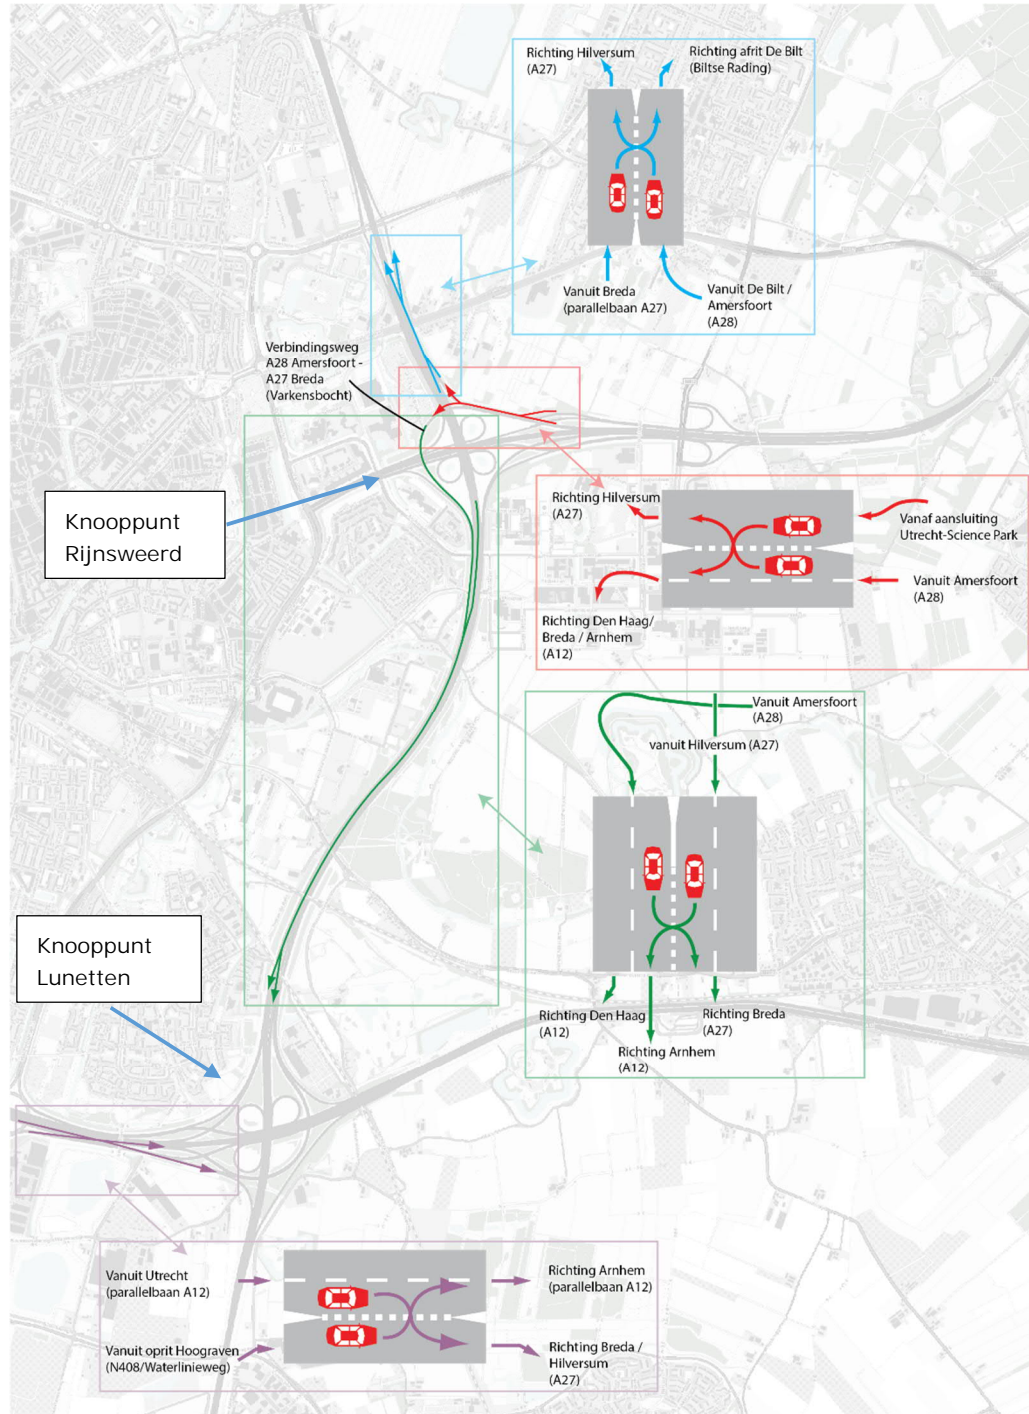 Richting Hilversum
(A27)
Richting afrit De Bilt
(Biltse Rading)
Vanuit Breda
(parallelbaan A27)
Vanuit De Bilt /
Amersfoort
(A28)
Verbindingsweg
A28 Amersfoort -
A27 Breda
(Varkensbocht)
Knooppunt
Rijnsweerd
Richting Hilversum
(A27)
Vanaf aansluiting
Utrecht-Science Park
Vanuit Amersfoort
(A28)
Richting Den Haag/
Breda / Arnhem
(A12)
Vanuit Amersfoort
(A28)
vanuit Hilversum (A27)
Knooppunt
Lunetten
Richting Den Haag
(A12)
Richting Breda
(A27)
Richting Arnhem
(A12)
Vanuit Utrecht
(parallelbaan A12)
Richting Arnhem
(parallelbaan A12)
Vanuit oprit Hoograven
(N408/Waterlinieweg)
Richting Breda /
Hilversum
(A27)